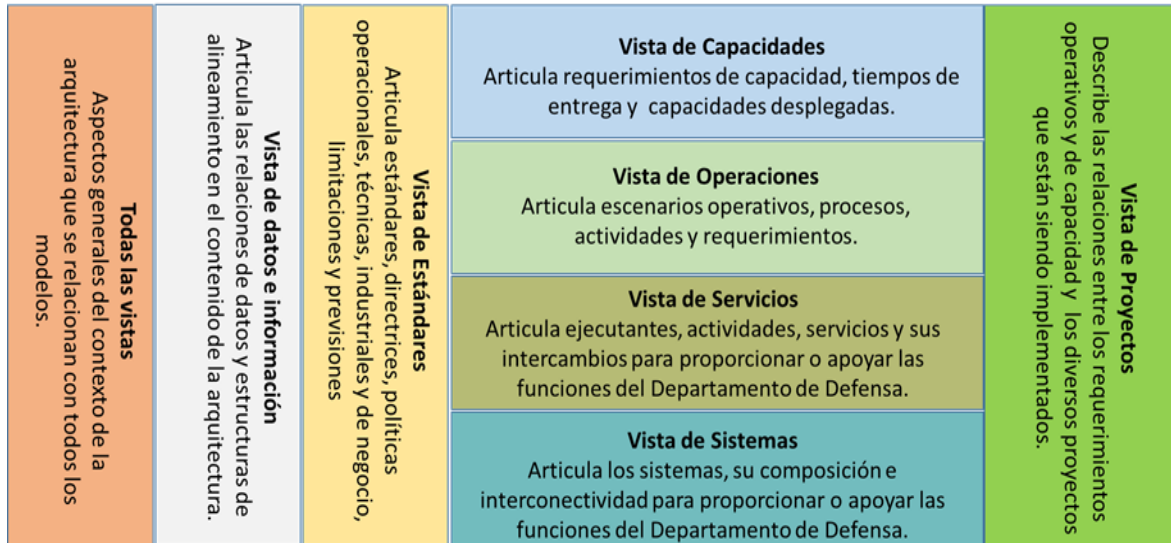 Todas las vistas
Aspectos generales del contexto de la
arquitectura que se relacionan con todos los
modelos.
Vista de datos e información
Articula las relaciones de datos y estructuras de
alineamiento en el contenido de la arquitectura.
Vista de Estándares
Articula estándares, directrices, políticas
operacionales, técnicas, industriales y de negocio,
limitaciones y previsiones
Vista de Capacidades
Articula requerimientos de capacidad, tiempos de
entrega y capacidades desplegadas.
Vista de Operaciones
Articula escenarios operativos, procesos,
actividades y requerimientos.
Vista de Servicios
Articula ejecutantes, actividades, servicios y sus
intercambios para proporcionar o apoyar las
funciones del Departamento de Defensa.
Vista de Sistemas
Articula los sistemas, su composición e
interconectividad para proporcionar o apoyar las
funciones del Departamento de Defensa.
Vista de Proyectos
Describe las relaciones entre los requerimientos
operativos y de capacidad y los diversos proyectos
que están siendo implementados.